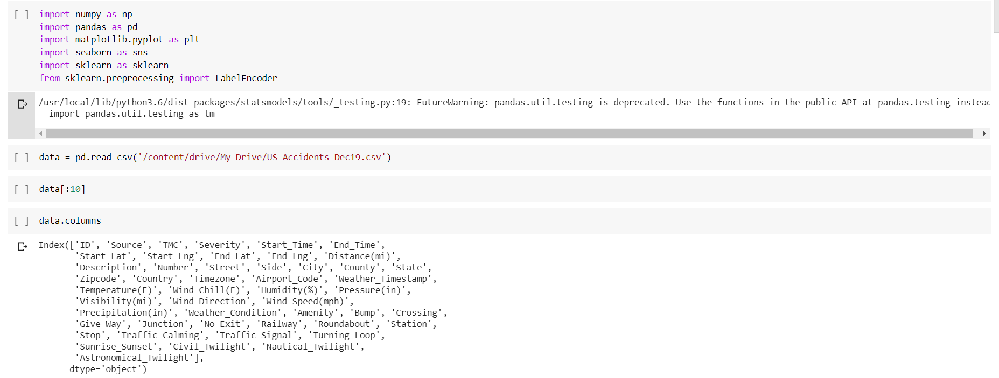 [ ] import numpy as np
import pandas as pd
import matplotlib.pyplot as plt
import seaborn as sns
import sklearn as sklearn
from sklearn.preprocessing import LabelEncoder
/usr/local/lib/python3.6/dist-packages/statsmodels/tools/_testing.py:19: FutureWarning: pandas.util.testing is deprecated. Use the functions in the public API at pandas.testing instead
  import pandas.util.testing as tm
[ ] data = pd.read_csv('/content/drive/My Drive/US_Accidents_Dec19.csv')
[ ] data[:10]
[ ] data.columns
Index(['ID', 'Source', 'TMC', 'Severity', 'Start_Time', 'End_Time',
       'Start_Lat', 'Start_Lng', 'End_Lat', 'End_Lng', 'Distance(mi)',
       'Description', 'Number', 'Street', 'Side', 'City', 'County', 'State',
       'Zipcode', 'Country', 'Timezone', 'Airport_Code', 'Weather_Timestamp',
       'Temperature(F)', 'Wind_Chill(F)', 'Humidity(%)', 'Pressure(in)',
       'Visibility(mi)', 'Wind_Direction', 'Wind_Speed(mph)',
       'Precipitation(in)', 'Weather_Condition', 'Amenity', 'Bump', 'Crossing',
       'Give_Way', 'Junction', 'No_Exit', 'Railway', 'Roundabout', 'Station',
       'Stop', 'Traffic_Calming', 'Traffic_Signal', 'Turning_Loop',
       'Sunrise_Sunset', 'Civil_Twilight', 'Nautical_Twilight',
       'Astronomical_Twilight'],
      dtype='object')